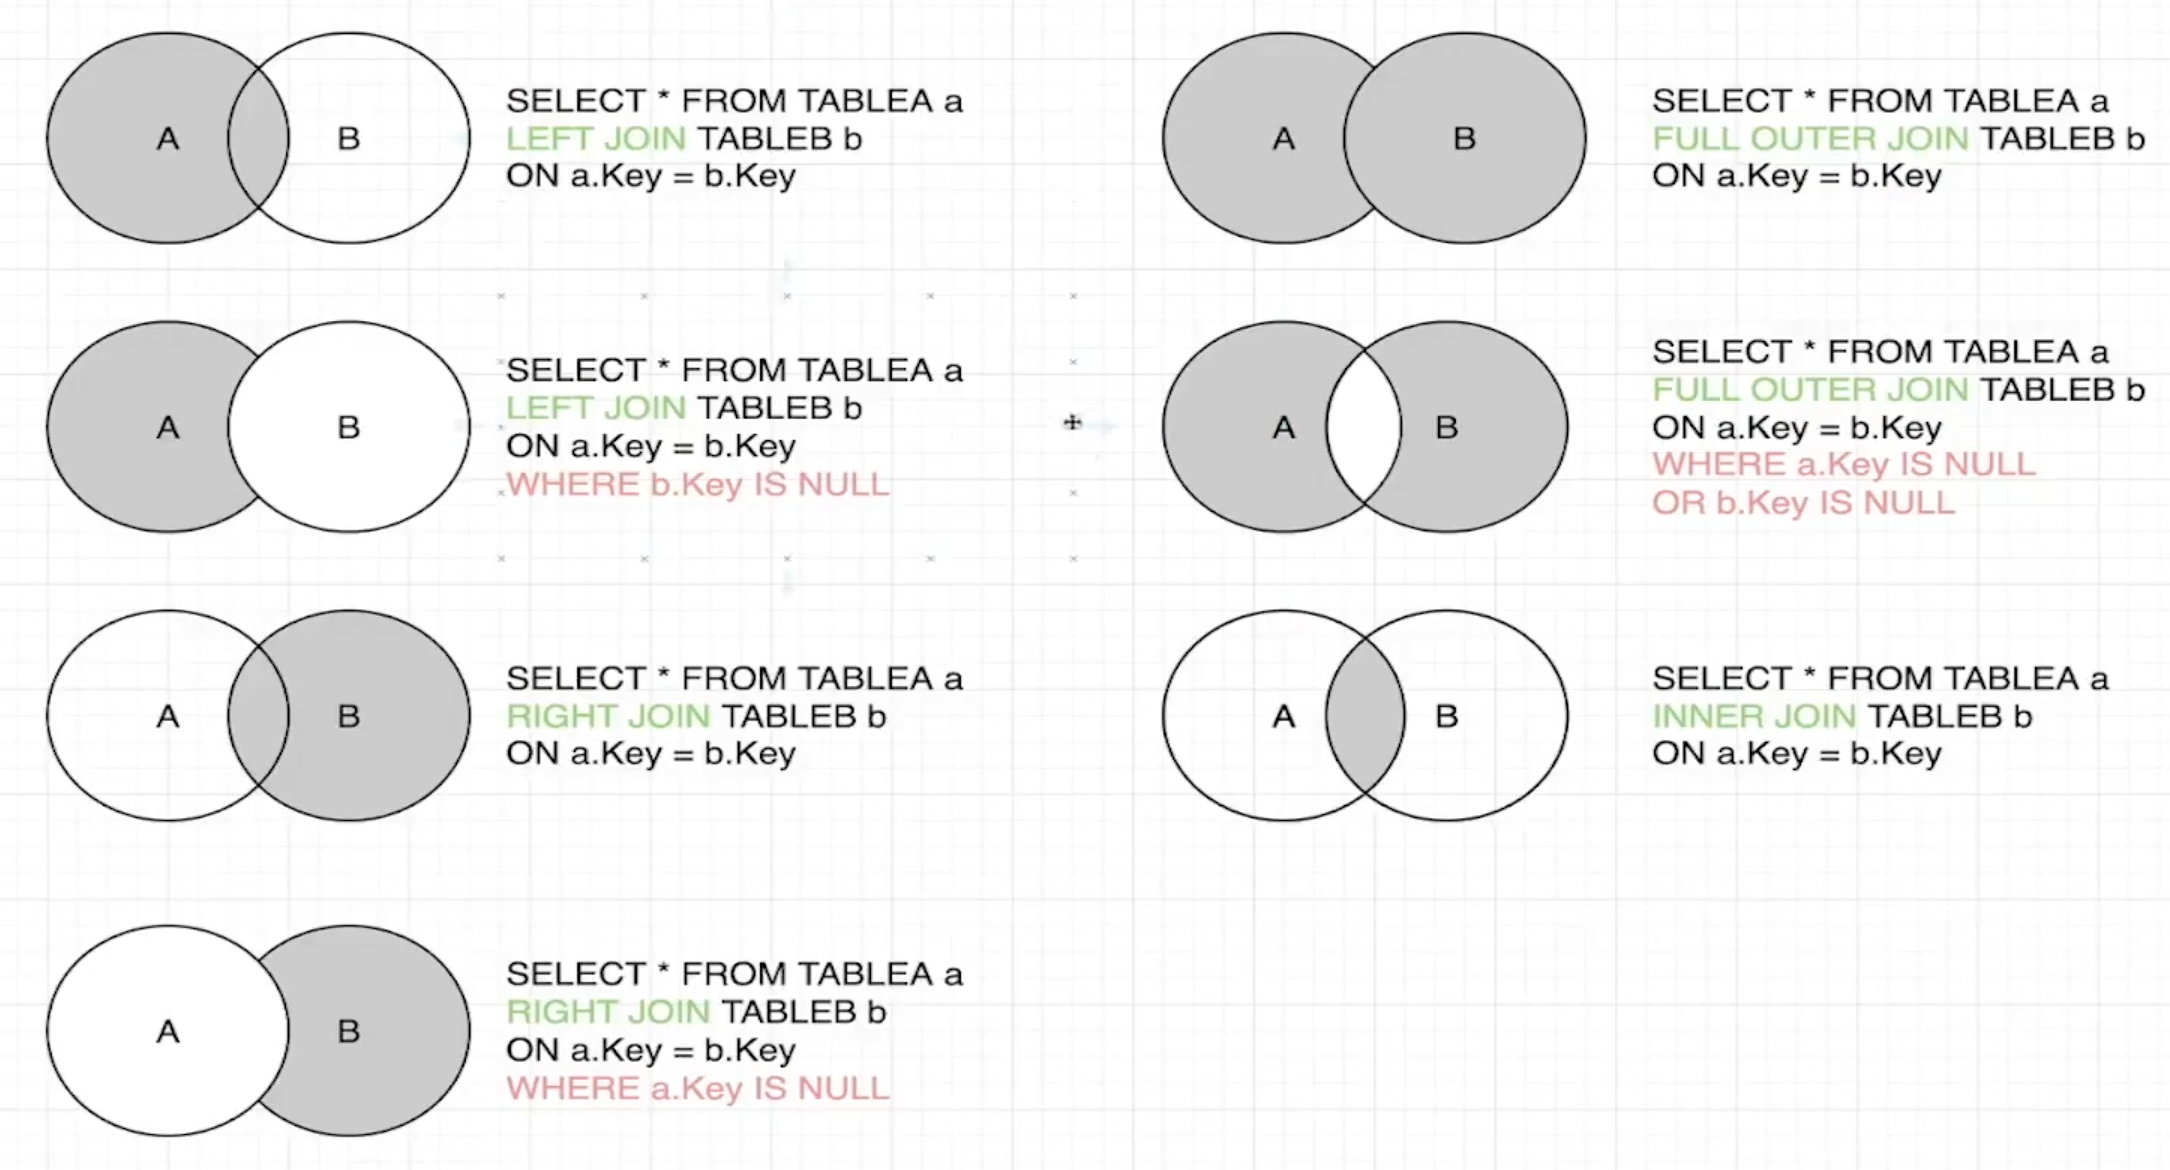 A B
SELECT * FROM TABLEA a
LEFT JOIN TABLEB b
ON a.Key = b.Key
A B
SELECT * FROM TABLEA a
LEFT JOIN TABLEB b
ON a.Key = b.Key
WHERE b.Key IS NULL
A B
SELECT * FROM TABLEA a
RIGHT JOIN TABLEB b
ON a.Key = b.Key
A B
SELECT * FROM TABLEA a
RIGHT JOIN TABLEB b
ON a.Key = b.Key
WHERE a.Key IS NULL
A B
SELECT * FROM TABLEA a
FULL OUTER JOIN TABLEB b
ON a.Key = b.Key
A B
SELECT * FROM TABLEA a
FULL OUTER JOIN TABLEB b
ON a.Key = b.Key
WHERE a.Key IS NULL
OR b.Key IS NULL
A B
SELECT * FROM TABLEA a
INNER JOIN TABLEB b
ON a.Key = b.Key